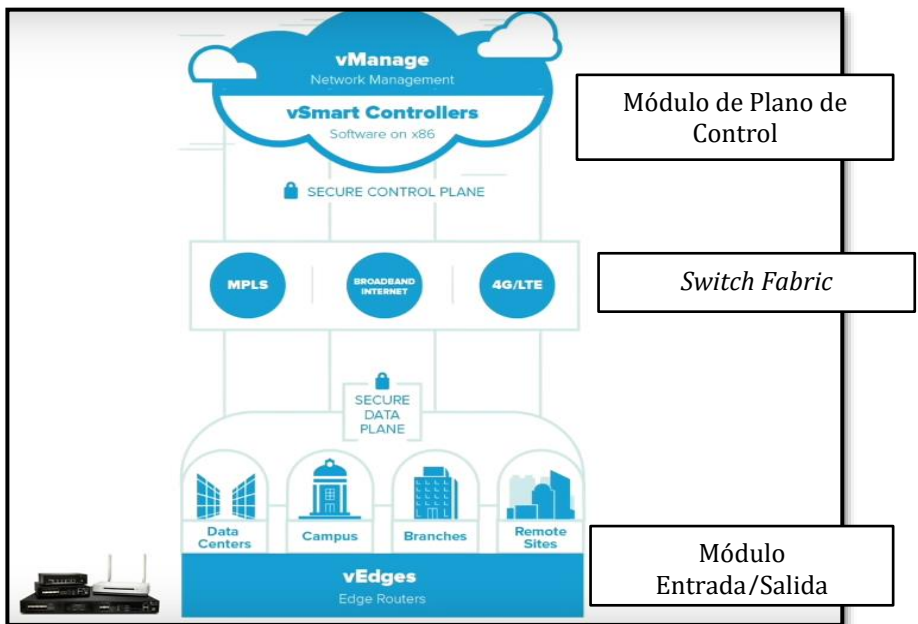 vManage
Network Management
vSmart Controllers
Software on x86
Módulo de Plano de
Control
SECURE CONTROL PLANE
MPLS
BROADEAND
INTERNET
4G/LTE
Switch Fabric
SECURE
DATA
PLANE
Data
Centers
Campus
Branches
Remote
Sites
vEdges
Edge Routers
Módulo
Entrada/Salida